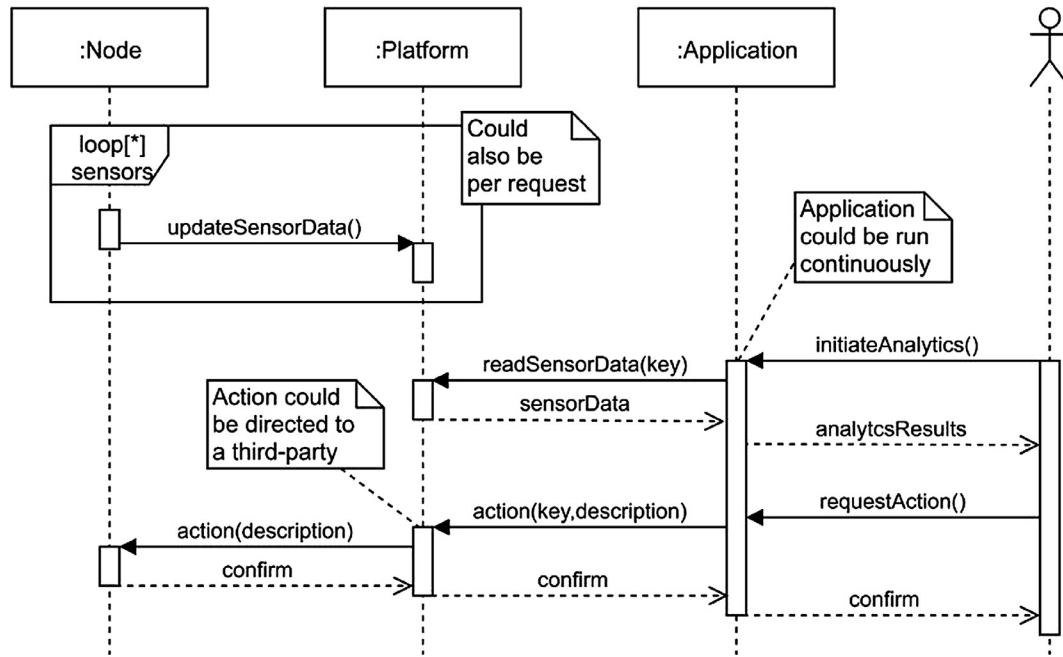 :Node
:Platform
:Application
loop[*]
sensors
Could
also be
per request
updateSensorData()
Application
could be run
continuously
initiateAnalytics()
readSensorData(key)
sensorData
analytcsResults
Action could
be directed to
a third-party
requestAction()
action(key,description)
action(description)
confirm
confirm
confirm